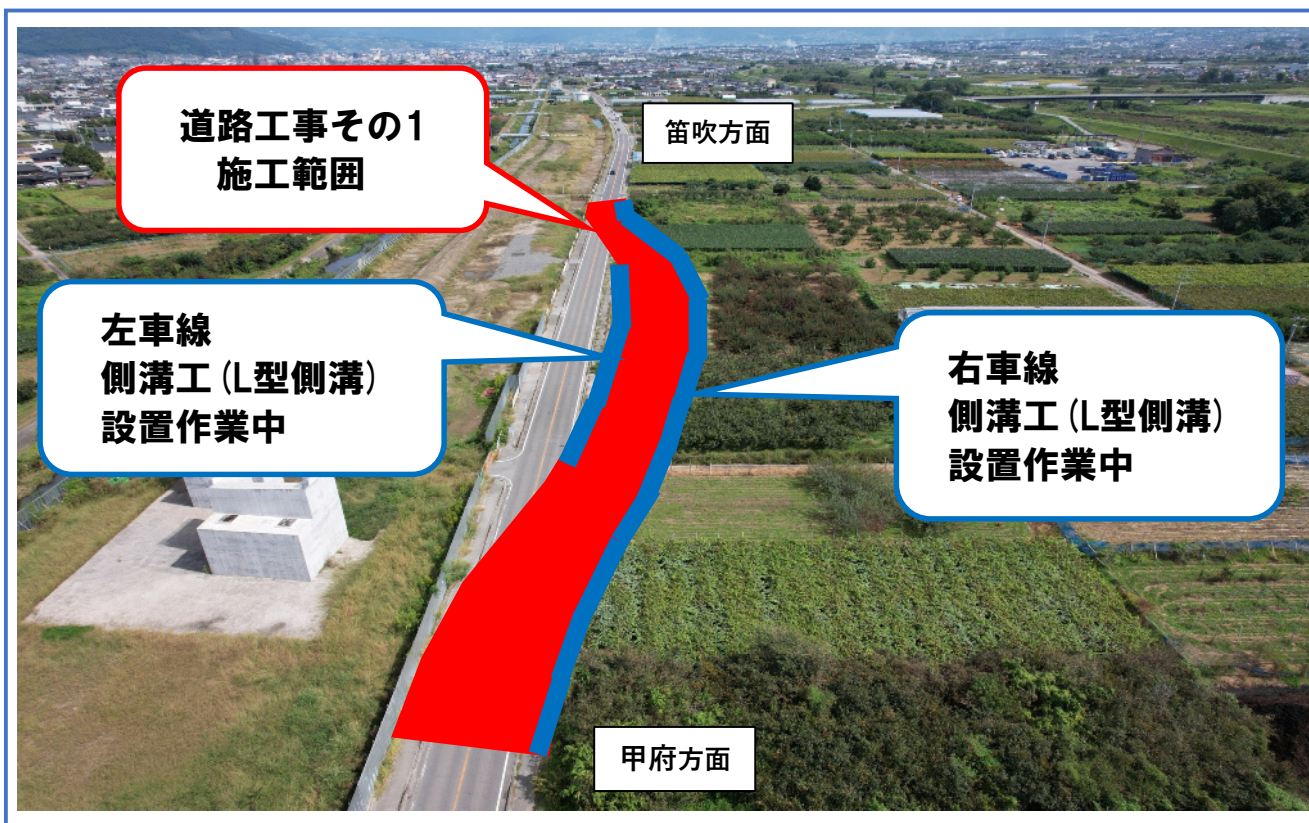 道路工事その1
施工範囲
笛吹方面
左車線
側溝工(L型側溝)
設置作業中
右車線
側溝工(L型側溝)
設置作業中
甲府方面